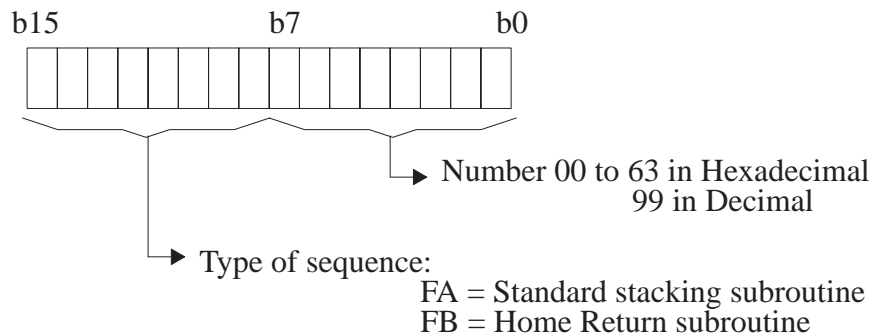 b15 b7 b0
Number 00 to 63 in Hexadecimal
99 in Decimal
Type of sequence:
FA = Standard stacking subroutine
FB = Home Return subroutine